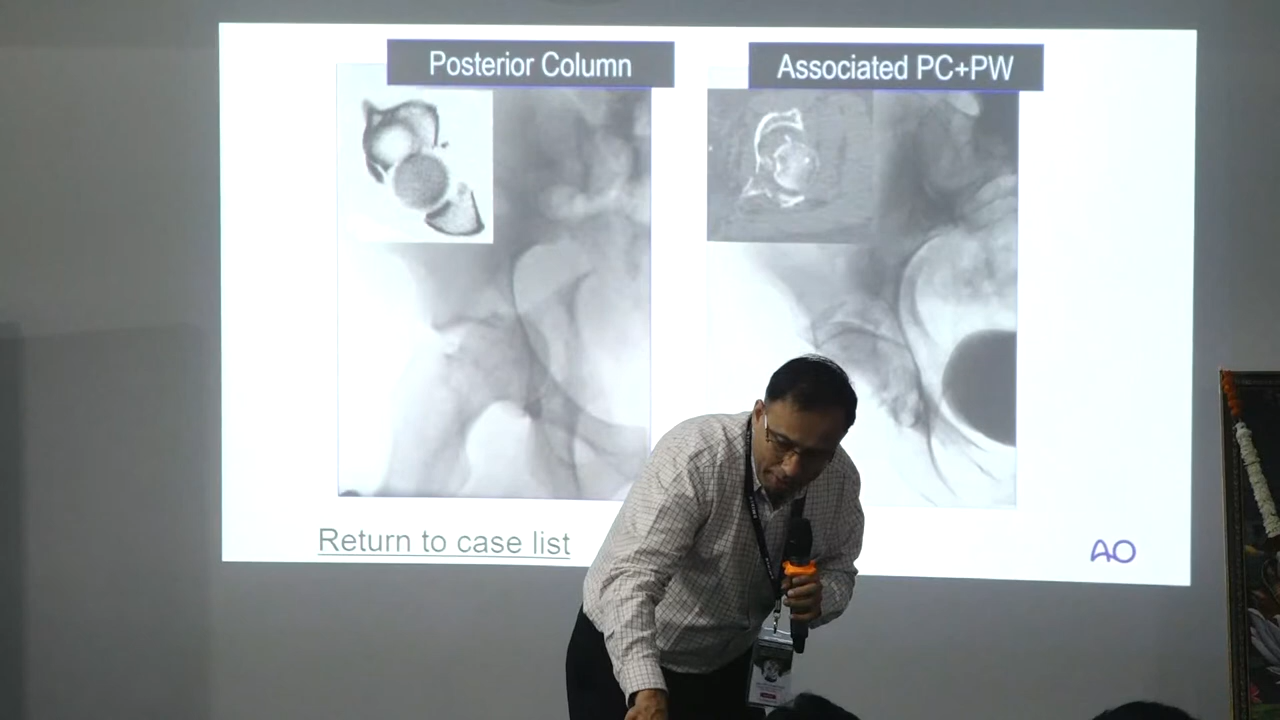 Posterior Column
Associated PC+PW
Return to case list
AO